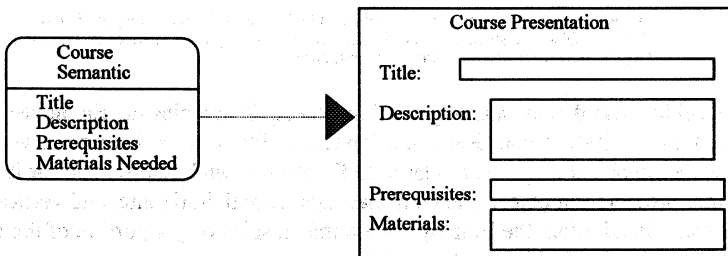 Course
Semantic
Title
Description
Prerequisites
Materials Needed
Course Presentation
Title:
Description:
Prerequisites:
Materials: